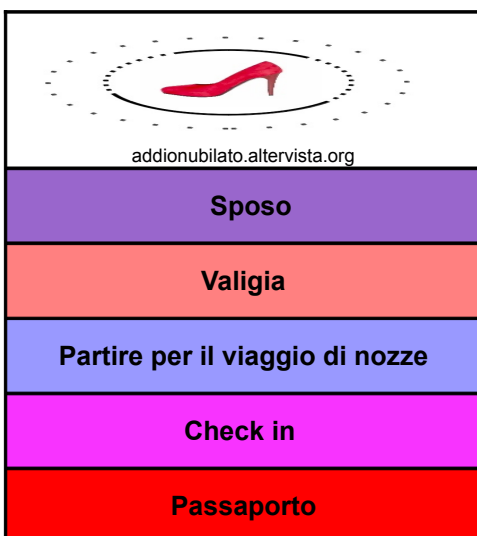 addionubilato.altervista.org
Sposo
Valigia
Partire per il viaggio di nozze
Check in
Passaporto